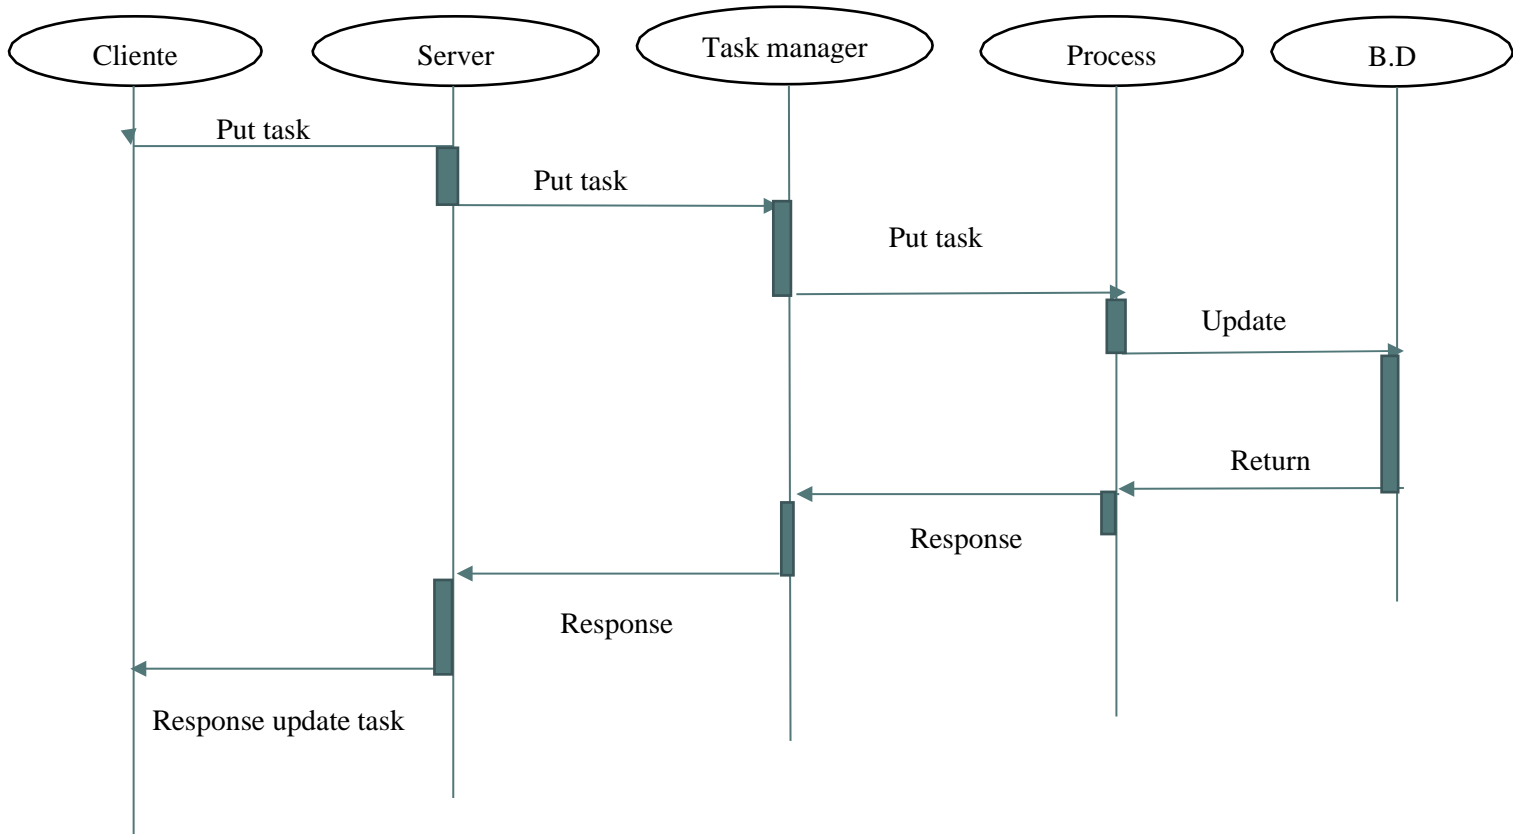 Cliente
Server
Task manager
Process
B.D
Put task
Put task
Put task
Update
Return
Response
Response
Response update task